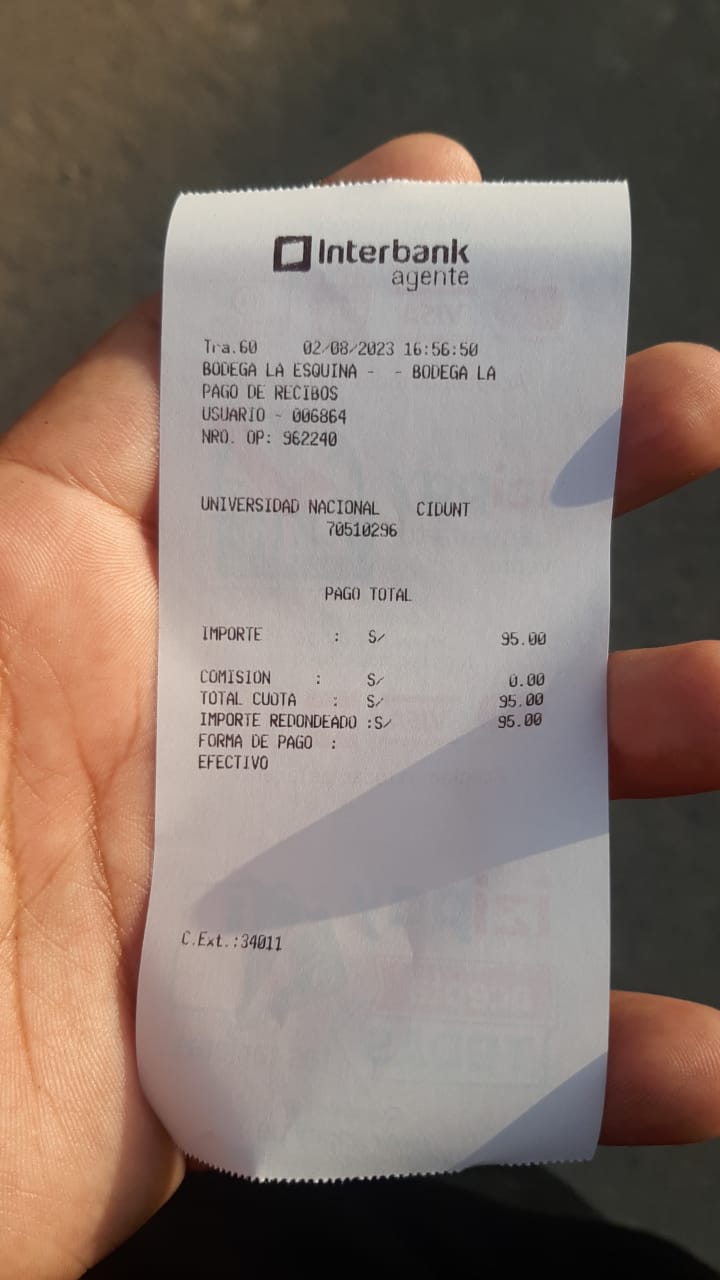 Interbank
agente
Tra.60 02/08/2023 16:56:50
BODEGA LA ESQUINA - - BODEGA LA
PAGO DE RECIBOS
USUARIO - 006864
NRO. OP: 962240
UNIVERSIDAD NACIONAL CIDUNT
70510296
PAGO TOTAL
IMPORTE : S/ 95.00
COMISION : S/ 0.00
TOTAL CUOTA : S/ 95.00
IMPORTE REDONDEADO :S/ 95.00
FORMA DE PAGO :
EFECTIVO
C.Ext.:34011